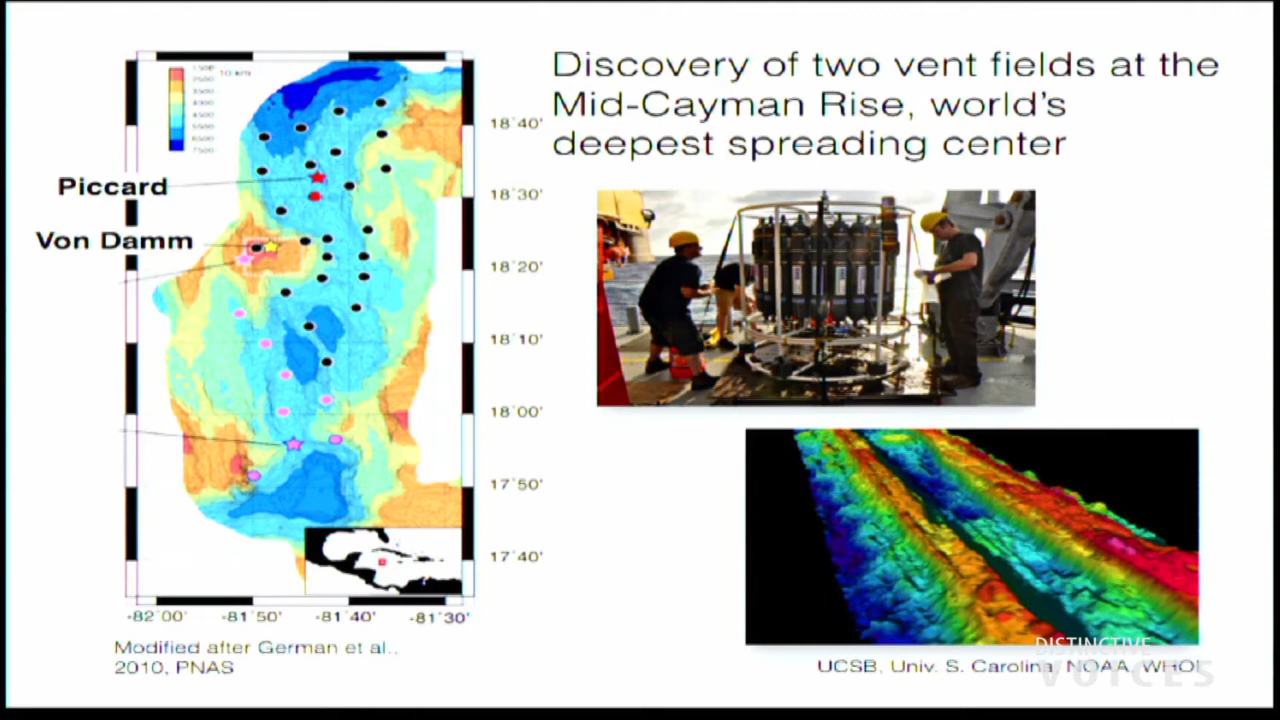 Discovery of two vent fields at the
Mid-Cayman Rise, world's
deepest spreading center
10 km
Piccard
Von Damm
18°40'
18°30'
18°20'
18°10'
18°00'
17°50'
17°40'
-82°00' -81°50' -81°40' -81°30'
Modified after German et al.,
2010, PNAS
UCSB, Univ. S. Carolina, NOAA, WHOI
DISTINCTIVE
VOICES